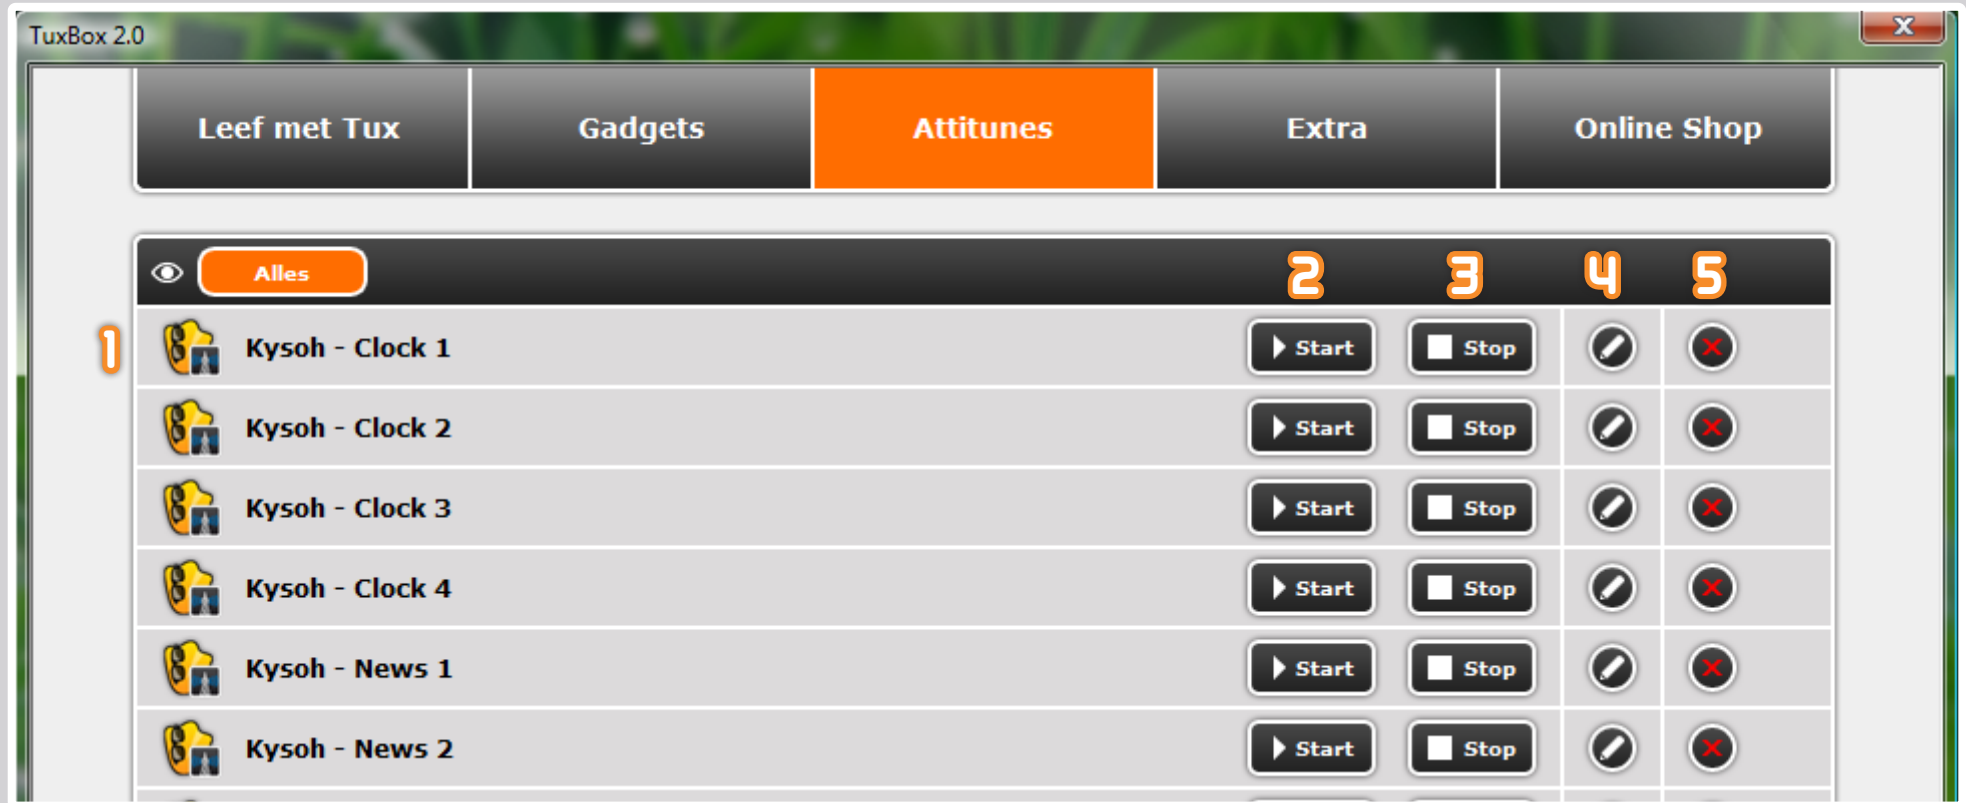 TuxBox 2.0
X
Leef met Tux Gadgets Attitunes Extra Online Shop
Alles 2 3 4 5
1 Kysoh - Clock 1 Start Stop
Kysoh - Clock 2 Start Stop
Kysoh - Clock 3 Start Stop
Kysoh - Clock 4 Start Stop
Kysoh - News 1 Start Stop
Kysoh - News 2 Start Stop